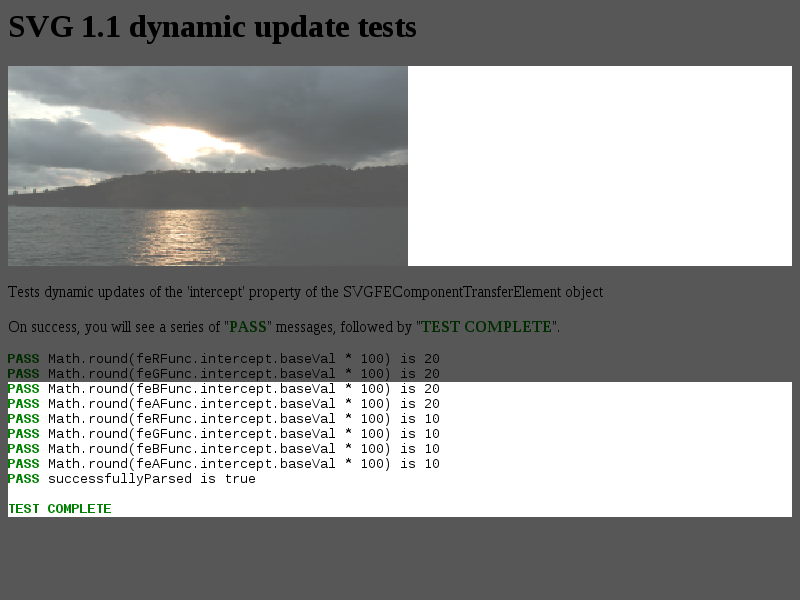 SVG 1.1 dynamic update tests
Tests dynamic updates of the 'intercept' property of the SVGFEComponentTransferElement object
On success, you will see a series of "PASS" messages, followed by "TEST COMPLETE".
PASS Math.round(feRFunc.intercept.baseVal * 100) is 20
PASS Math.round(feGFunc.intercept.baseVal * 100) is 20
PASS Math.round(feBFunc.intercept.baseVal * 100) is 20
PASS Math.round(feAFunc.intercept.baseVal * 100) is 20
PASS Math.round(feRFunc.intercept.baseVal * 100) is 10
PASS Math.round(feGFunc.intercept.baseVal * 100) is 10
PASS Math.round(feBFunc.intercept.baseVal * 100) is 10
PASS Math.round(feAFunc.intercept.baseVal * 100) is 10
PASS successfullyParsed is true
TEST COMPLETE